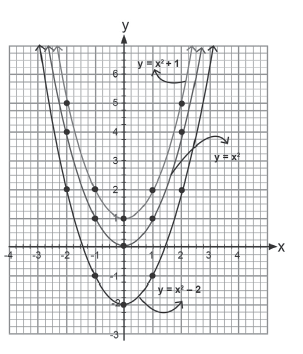 y
6
y = x² + 1
5
4
3
y = x²
2
1
-4 -3 -2 -1 0 1 2 3 4 x
-1
y = x² – 2
-2
-3